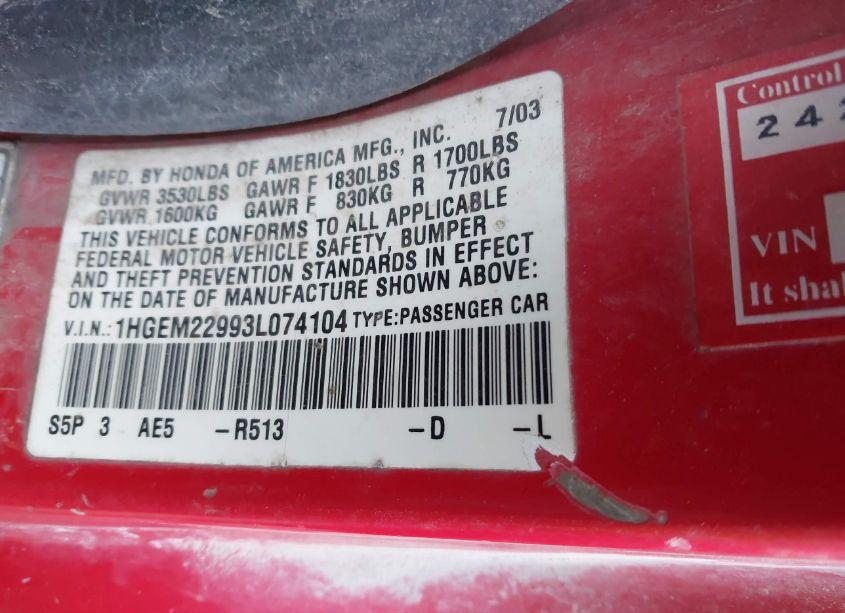 7/03
MFD. BY HONDA OF AMERICA MFG., INC.
GVWR 3530LBS GAWR F 1830LBS R 1700LBS
GVWR 1600KG GAWR F 830KG R 770KG
THIS VEHICLE CONFORMS TO ALL APPLICABLE
FEDERAL MOTOR VEHICLE SAFETY, BUMPER
AND THEFT PREVENTION STANDARDS IN EFFECT
ON THE DATE OF MANUFACTURE SHOWN ABOVE:
V.I.N.: 1HGEM22993L074104 TYPE:PASSENGER CAR
S5P 3 AE5 -R513 -D -L
Control
242
VIN
It shal